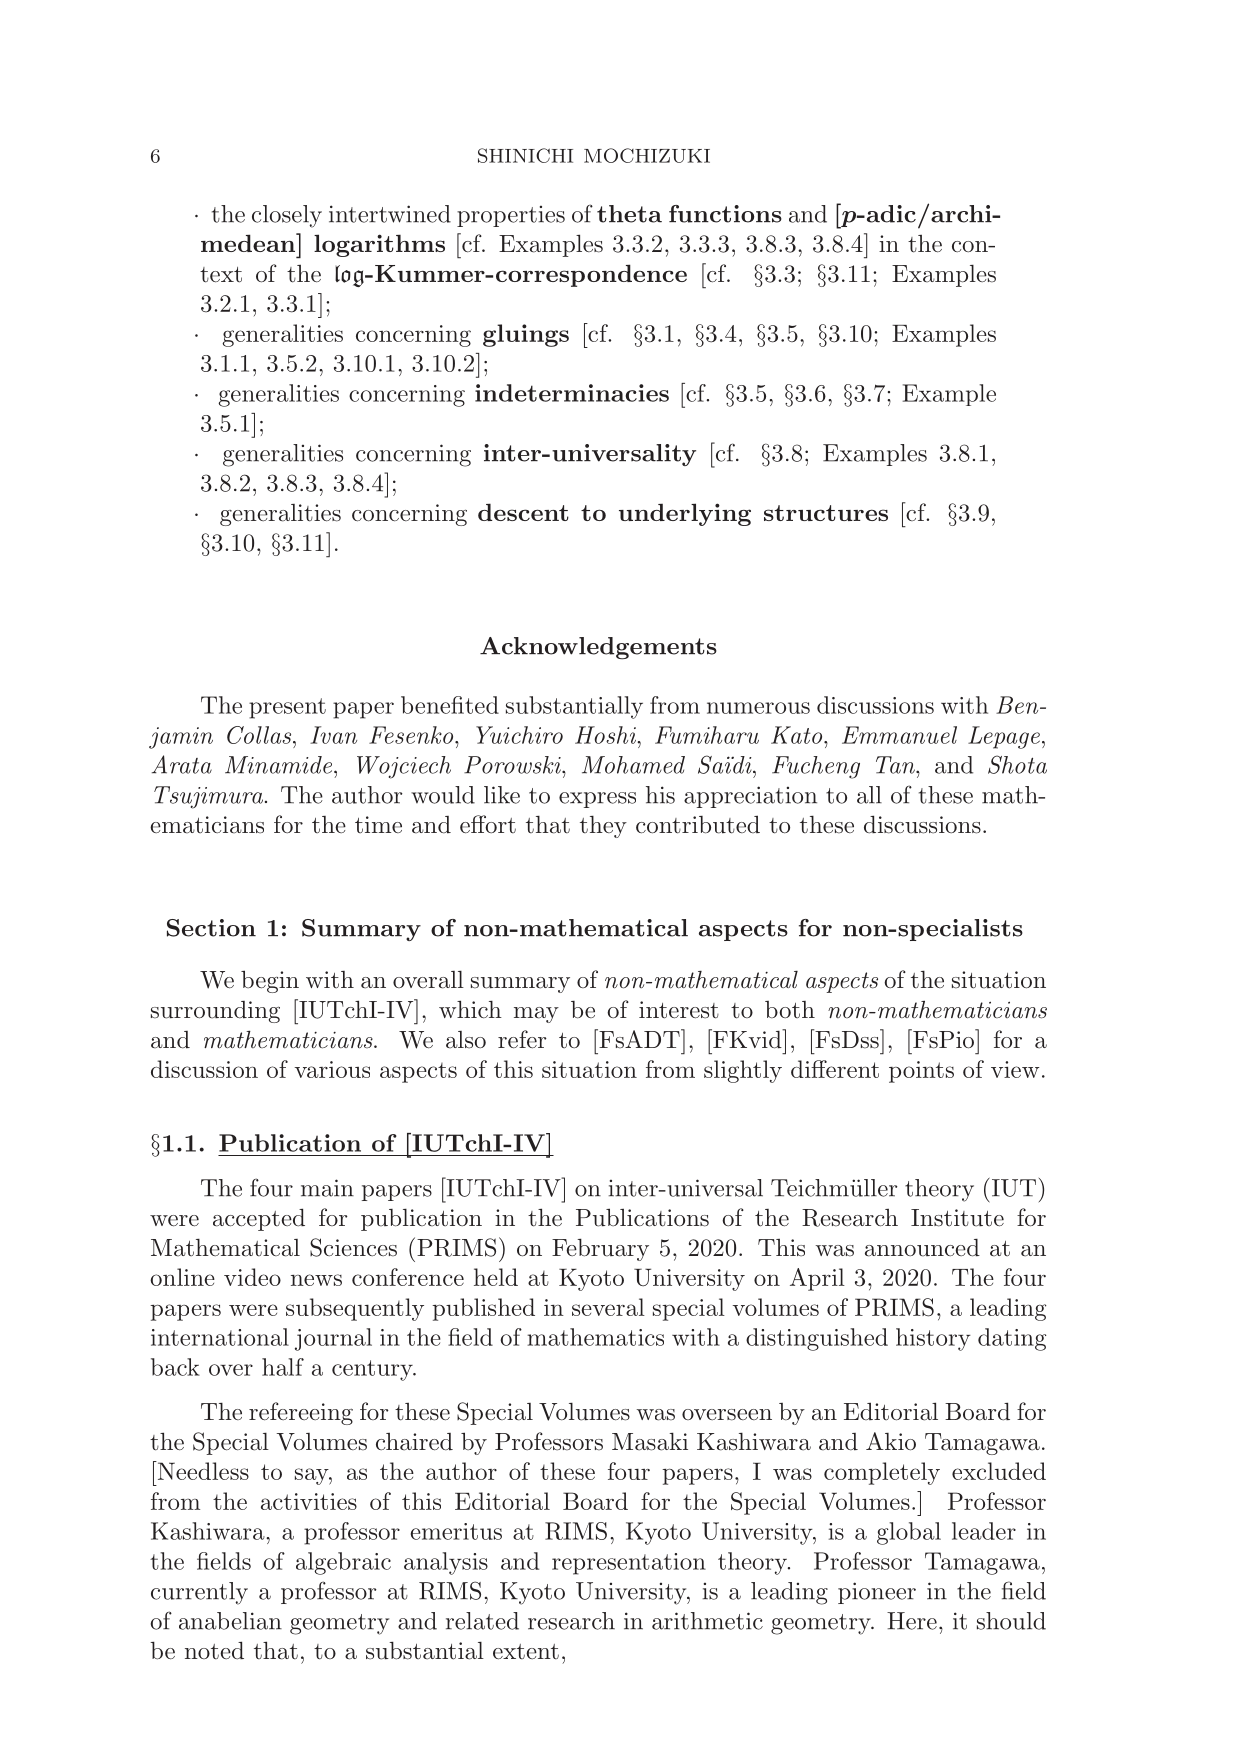 6
SHINICHI MOCHIZUKI
· the closely intertwined properties of theta functions and [p-adic/archi-
medean] logarithms [cf. Examples 3.3.2, 3.3.3, 3.8.3, 3.8.4] in the con-
text of the log-Kummer-correspondence [cf. §3.3; §3.11; Examples
3.2.1, 3.3.1];
· generalities concerning gluings [cf. §3.1, §3.4, §3.5, §3.10; Examples
3.1.1, 3.5.2, 3.10.1, 3.10.2];
· generalities concerning indeterminacies [cf. §3.5, §3.6, §3.7; Example
3.5.1];
· generalities concerning inter-universality [cf. §3.8; Examples 3.8.1,
3.8.2, 3.8.3, 3.8.4];
· generalities concerning descent to underlying structures [cf. §3.9,
§3.10, §3.11].
Acknowledgements
The present paper benefited substantially from numerous discussions with Ben-
jamin Collas, Ivan Fesenko, Yuichiro Hoshi, Fumiharu Kato, Emmanuel Lepage,
Arata Minamide, Wojciech Porowski, Mohamed Saïdi, Fucheng Tan, and Shota
Tsujimura. The author would like to express his appreciation to all of these math-
ematicians for the time and effort that they contributed to these discussions.
Section 1: Summary of non-mathematical aspects for non-specialists
We begin with an overall summary of non-mathematical aspects of the situation
surrounding [IUTchI-IV], which may be of interest to both non-mathematicians
and mathematicians. We also refer to [FsADT], [FKvid], [FsDss], [FsPio] for a
discussion of various aspects of this situation from slightly different points of view.
§1.1. Publication of [IUTchI-IV]
The four main papers [IUTchI-IV] on inter-universal Teichmüller theory (IUT)
were accepted for publication in the Publications of the Research Institute for
Mathematical Sciences (PRIMS) on February 5, 2020. This was announced at an
online video news conference held at Kyoto University on April 3, 2020. The four
papers were subsequently published in several special volumes of PRIMS, a leading
international journal in the field of mathematics with a distinguished history dating
back over half a century.
The refereeing for these Special Volumes was overseen by an Editorial Board for
the Special Volumes chaired by Professors Masaki Kashiwara and Akio Tamagawa.
[Needless to say, as the author of these four papers, I was completely excluded
from the activities of this Editorial Board for the Special Volumes.] Professor
Kashiwara, a professor emeritus at RIMS, Kyoto University, is a global leader in
the fields of algebraic analysis and representation theory. Professor Tamagawa,
currently a professor at RIMS, Kyoto University, is a leading pioneer in the field
of anabelian geometry and related research in arithmetic geometry. Here, it should
be noted that, to a substantial extent,